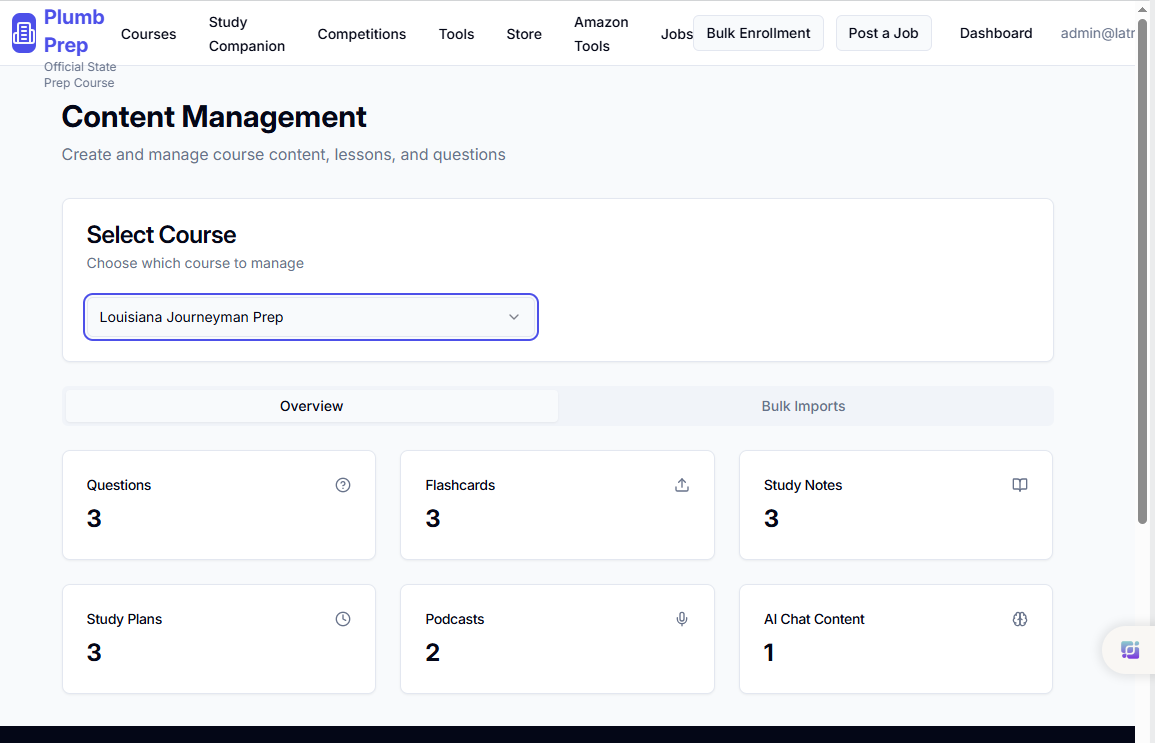 Plumb
Prep
Official State
Prep Course
Courses
Study
Companion
Competitions
Tools
Store
Amazon
Tools
Jobs
Bulk Enrollment
Post a Job
Dashboard
admin@latr
Content Management
Create and manage course content, lessons, and questions
Select Course
Choose which course to manage
Louisiana Journeyman Prep
Overview
Bulk Imports
Questions
3
Flashcards
3
Study Notes
3
Study Plans
3
Podcasts
2
AI Chat Content
1